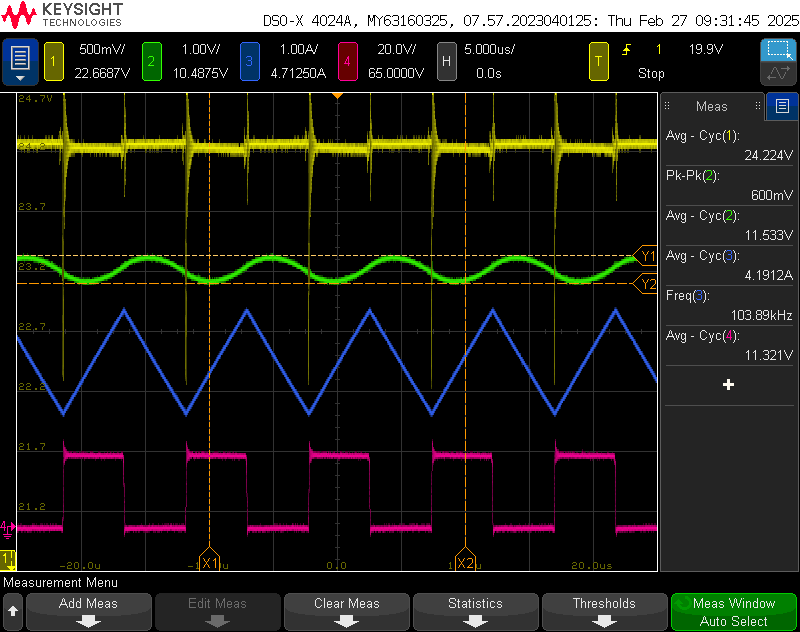 KEYSIGHT
TECHNOLOGIES
DSO-X 4024A, MY63160325, 07.57.2023040125: Thu Feb 27 09:31:45 2025
1 500mV/ 2 1.00V/ 3 1.00A/ 4 20.0V/ H 5.000us/ T 1 19.9V
22.6687V 10.4875V 4.71250A 65.0000V 0.0s Stop
24.7V
Meas
Avg - Cyc(1):
24.224V
Pk-Pk(2):
600mV
Avg - Cyc(2):
11.533V
Avg - Cyc(3):
4.1912A
Freq(3):
103.89kHz
Avg - Cyc(4):
11.321V
23.7
Y1
23.2
Y2
22.7
22.2
21.7
21.2
4
1
-20.0u X1 0.0 X2 20.0us
Measurement Menu
Add Meas
Edit Meas
Clear Meas
Statistics
Thresholds
Meas Window
Auto Select